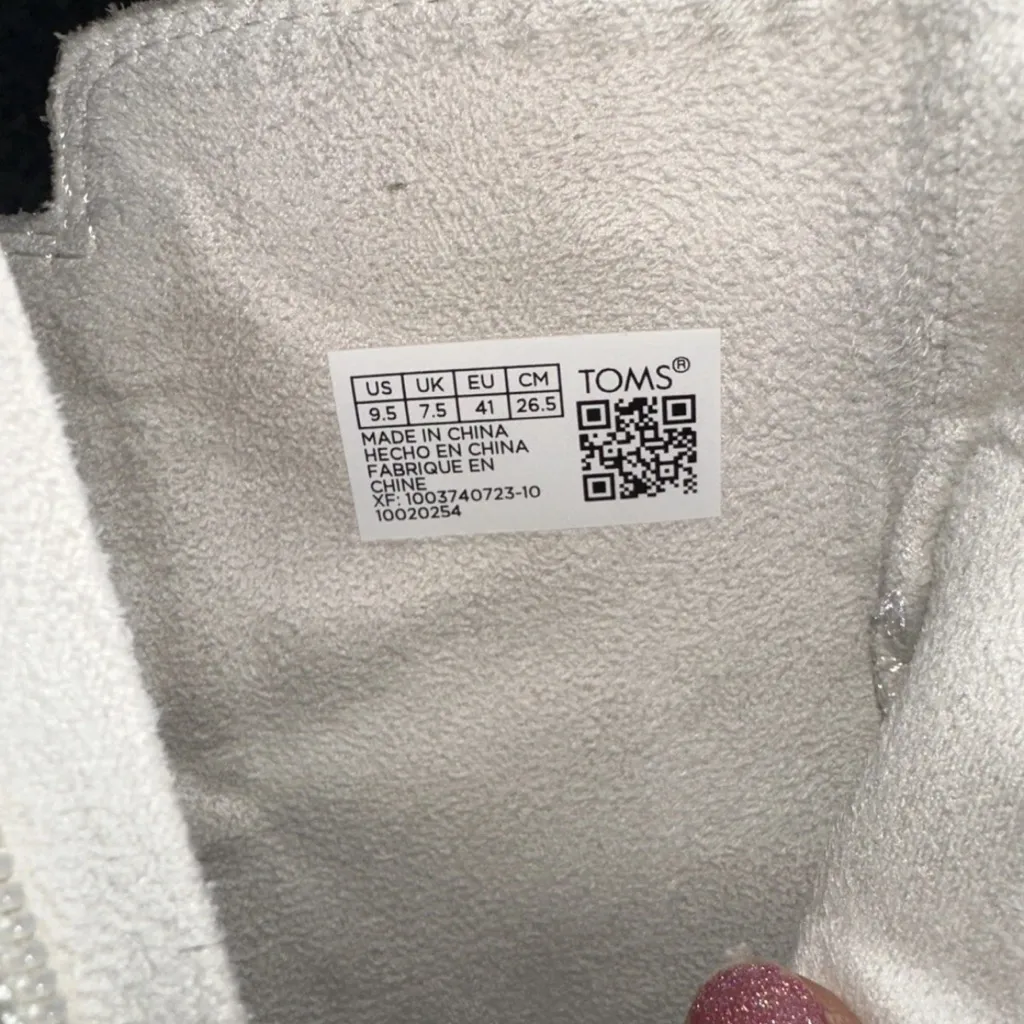 US UK EU CM
9.5 7.5 41 26.5
MADE IN CHINA
HECHO EN CHINA
FABRIQUE EN
CHINE
XF: 1003740723-10
10020254
TOMS®